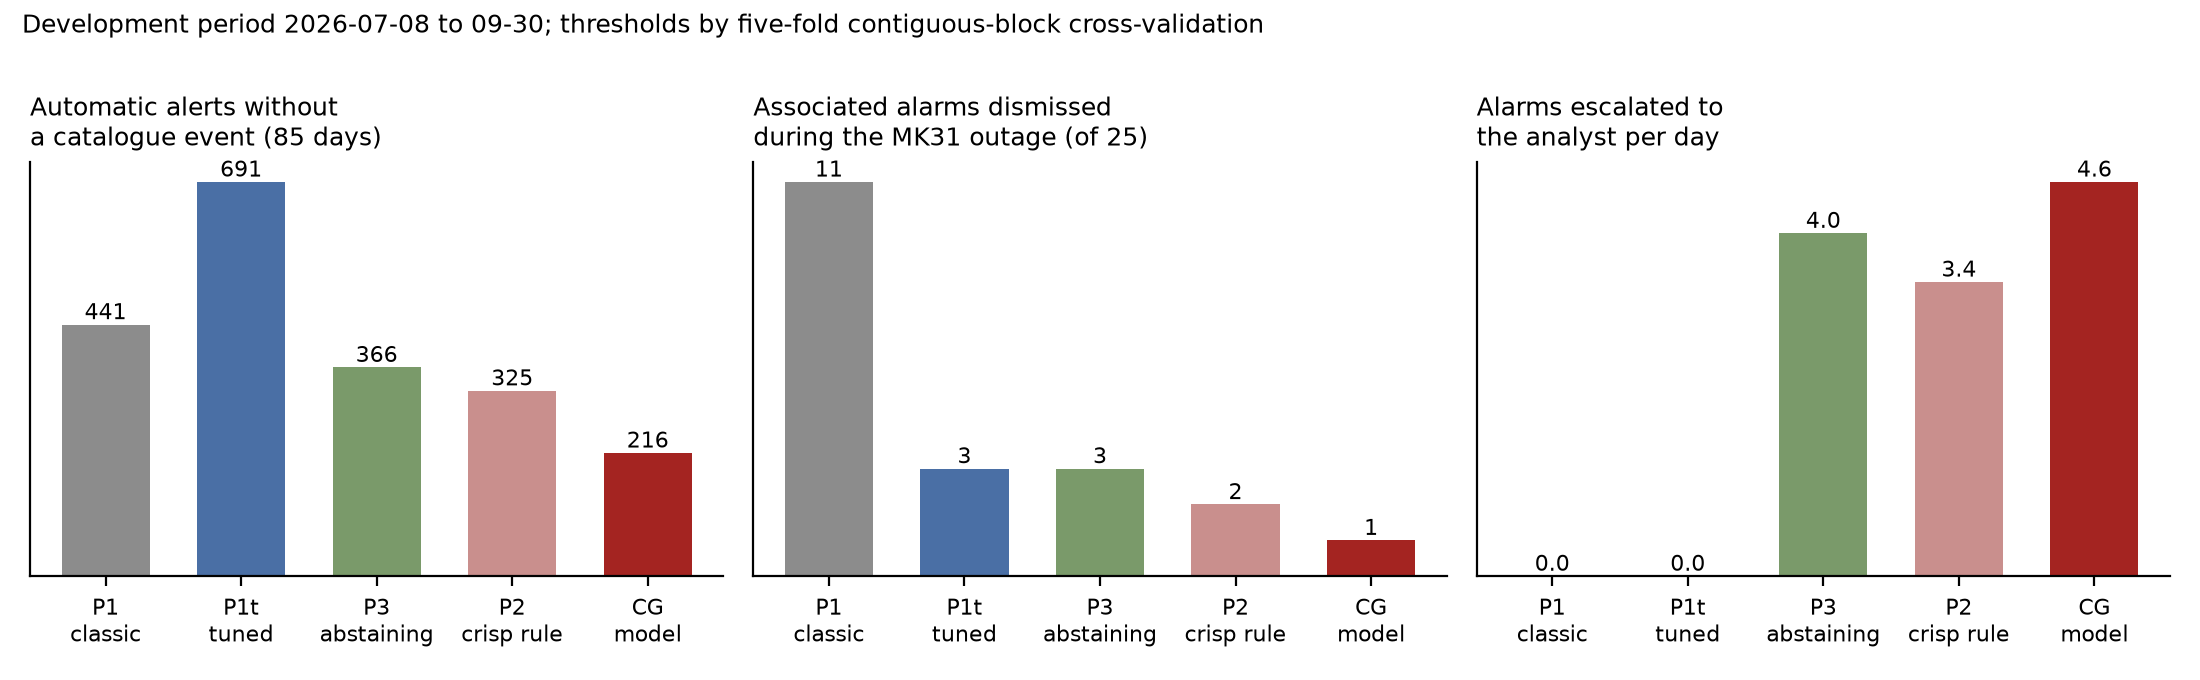 Development period 2026-07-08 to 09-30; thresholds by five-fold contiguous-block cross-validation
Automatic alerts without
a catalogue event (85 days)
441
691
366
325
216
P1
classic
P1t
tuned
P3
abstaining
P2
crisp rule
CG
model
Associated alarms dismissed
during the MK31 outage (of 25)
11
3
3
2
1
P1
classic
P1t
tuned
P3
abstaining
P2
crisp rule
CG
model
Alarms escalated to
the analyst per day
0.0
0.0
4.0
3.4
4.6
P1
classic
P1t
tuned
P3
abstaining
P2
crisp rule
CG
model